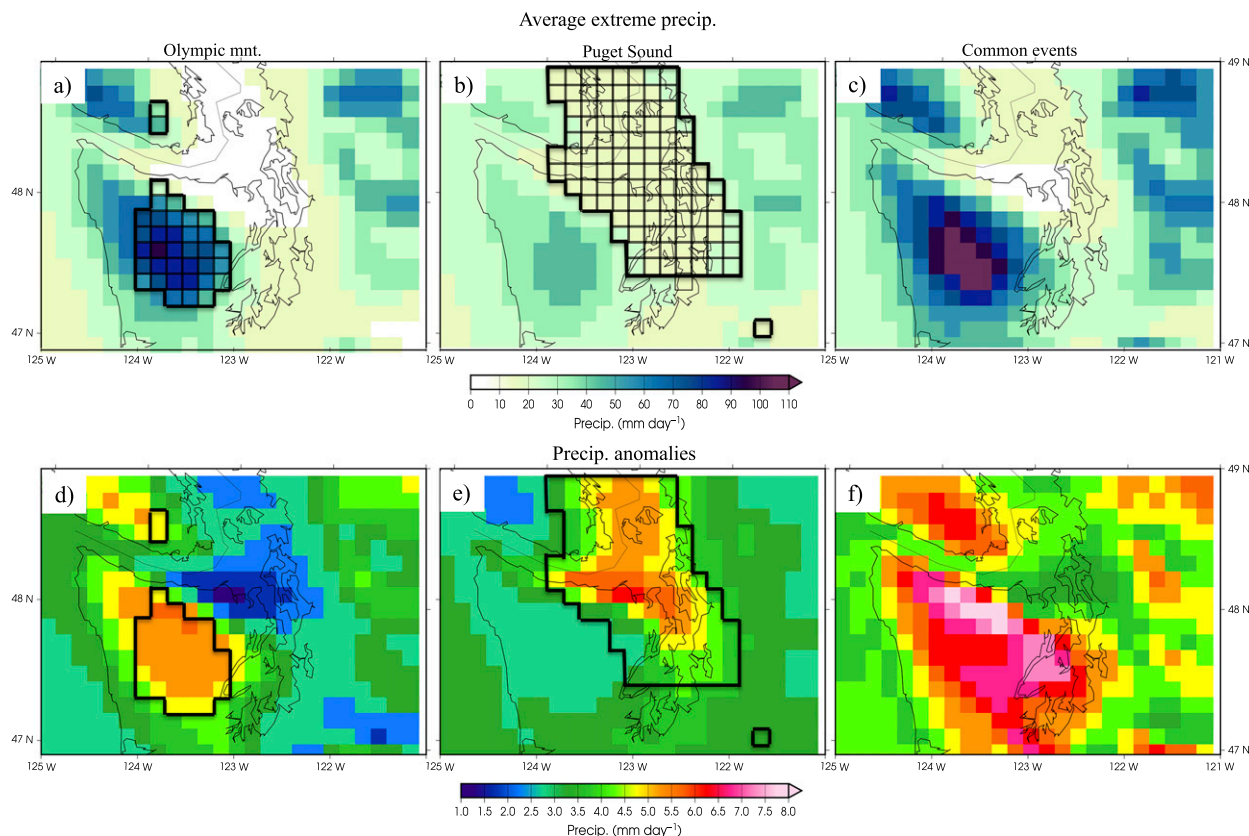 Average extreme precip.
Olympic mnt. Puget Sound Common events
a) b) c)
49 N
48 N 48 N
47 N 47 N
125 W 124 W 123 W 122 W 125 W 124 W 123 W 122 W 125 W 124 W 123 W 122 W 121 W
0 10 20 30 40 50 60 70 80 90 100 110
Precip. (mm day⁻¹)
Precip. anomalies
d) e) f)
49 N
48 N 48 N
47 N 47 N
125 W 124 W 123 W 122 W 125 W 124 W 123 W 122 W 125 W 124 W 123 W 122 W 121 W
1.0 1.5 2.0 2.5 3.0 3.5 4.0 4.5 5.0 5.5 6.0 6.5 7.0 7.5 8.0
Precip. (mm day⁻¹)